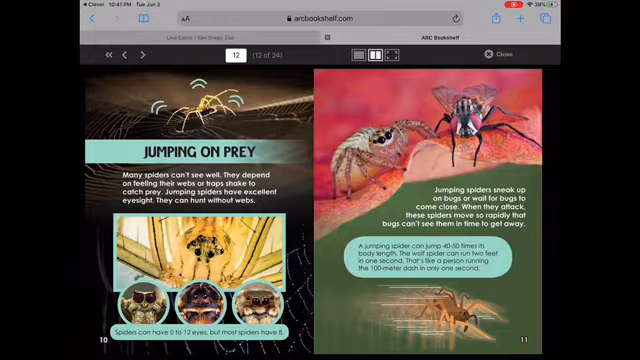 Clever 10:41 PM Tue Jun 2
39%
AA
arcbookshelf.com
Live Cams | San Diego Zoo
ARC Bookshelf
12 (12 of 24)
Close
JUMPING ON PREY
Many spiders can't see well. They depend
on feeling their webs or traps shake to
catch prey. Jumping spiders have excellent
eyesight. They can hunt without webs.
Spiders can have 0 to 12 eyes, but most spiders have 8.
10
Jumping spiders sneak up
on bugs or wait for bugs to
come close. When they attack,
these spiders move so rapidly that
bugs can't see them in time to get away.
A jumping spider can jump 40-50 times its
body length. The wolf spider can run two feet
in one second. That's like a person running
the 100-meter dash in only one second.
11